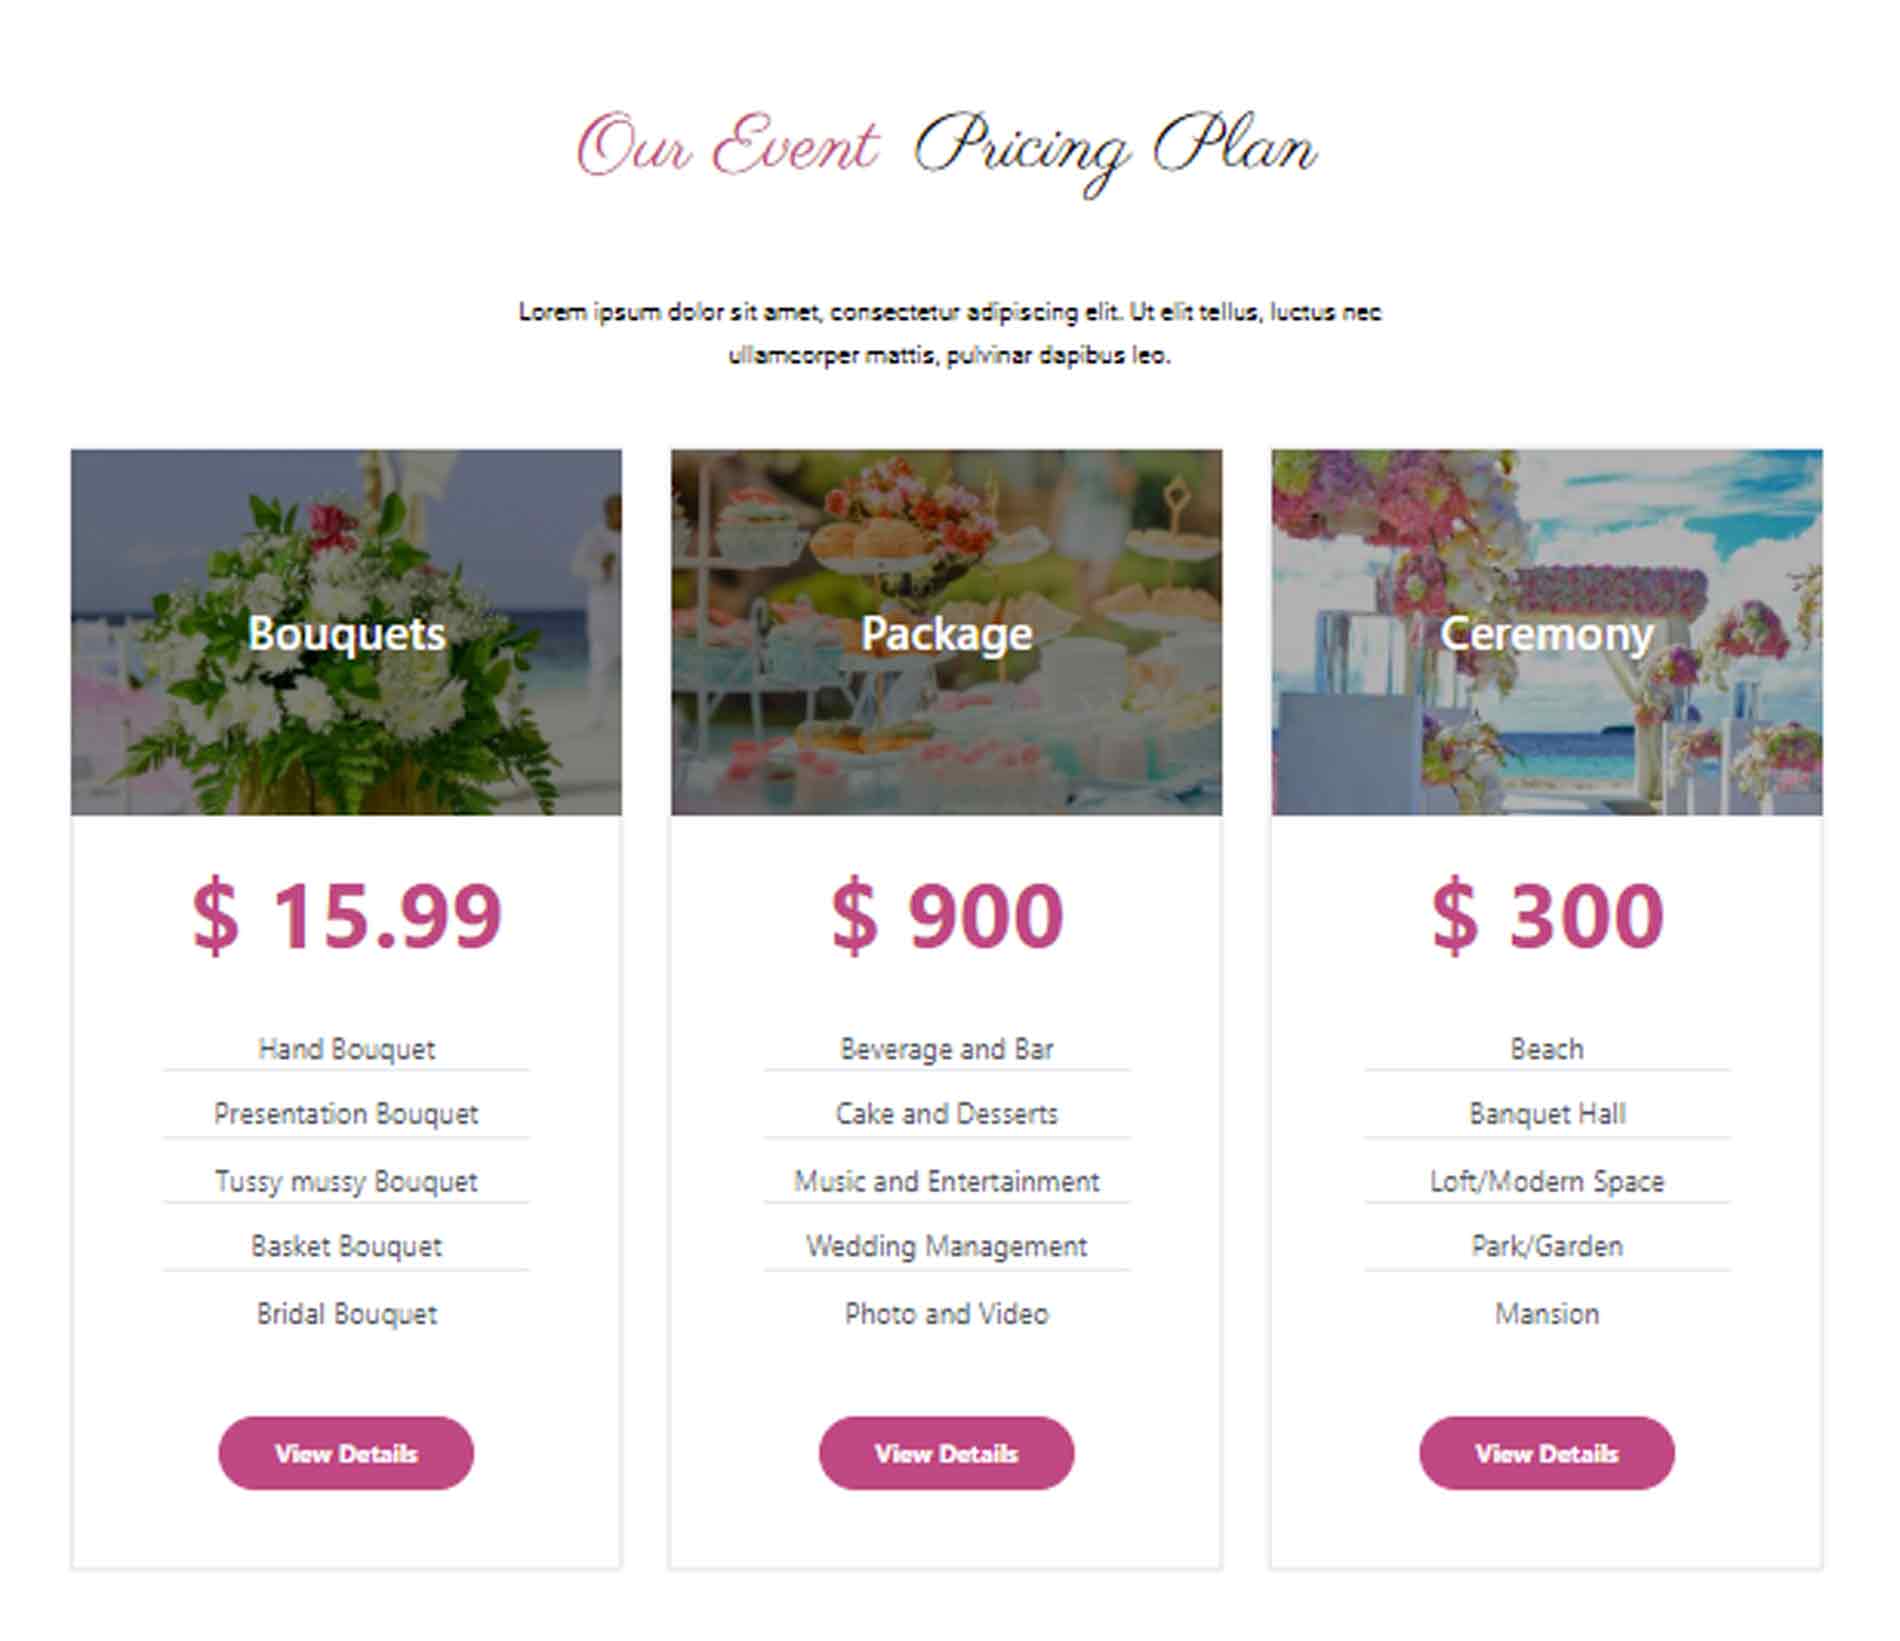 Our Event Pricing Plan
Lorem ipsum dolor sit amet, consectetur adipiscing elit. Ut elit tellus, luctus nec
ullamcorper mattis, pulvinar dapibus leo.
Bouquets
$ 15.99
Hand Bouquet
Presentation Bouquet
Tussy mussy Bouquet
Basket Bouquet
Bridal Bouquet
View Details
Package
$ 900
Beverage and Bar
Cake and Desserts
Music and Entertainment
Wedding Management
Photo and Video
View Details
Ceremony
$ 300
Beach
Banquet Hall
Loft/Modern Space
Park/Garden
Mansion
View Details